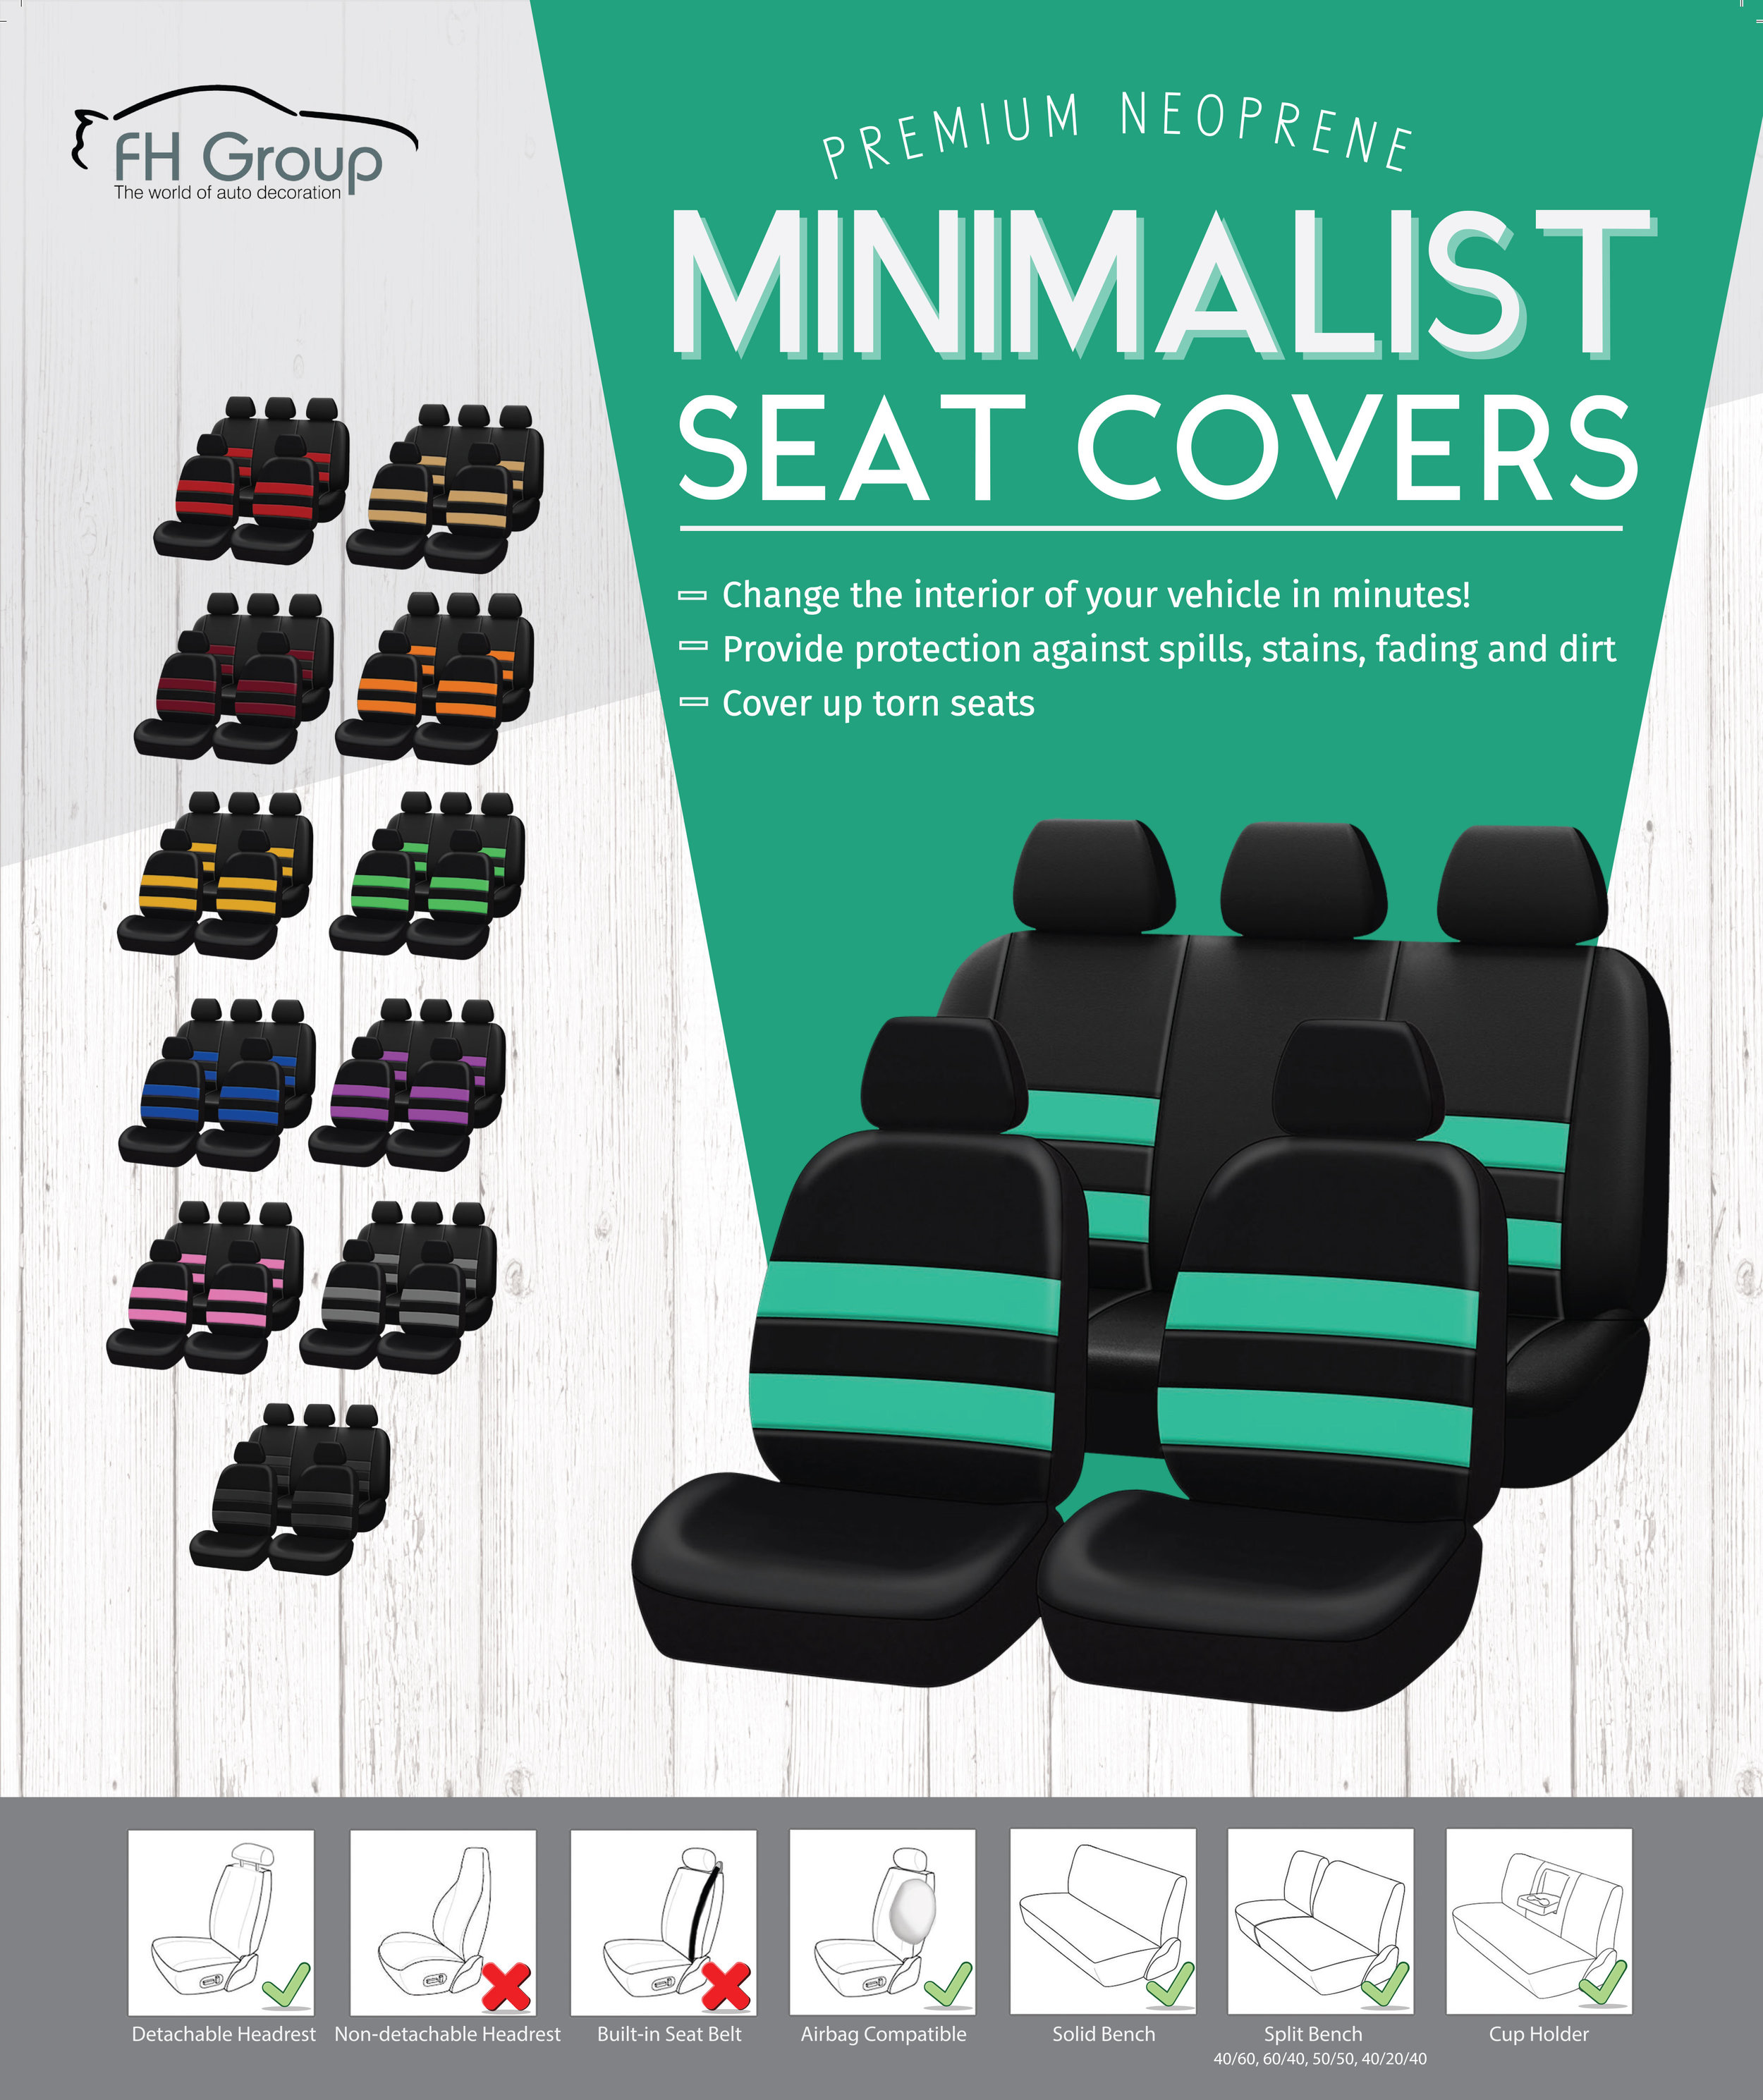 FH Group
The world of auto decoration
PREMIUM NEOPRENE
MINIMALIST
SEAT COVERS
Change the interior of your vehicle in minutes!
Provide protection against spills, stains, fading and dirt
Cover up torn seats
Detachable Headrest
Non-detachable Headrest
Built-in Seat Belt
Airbag Compatible
Solid Bench
Split Bench
40/60, 60/40, 50/50, 40/20/40
Cup Holder